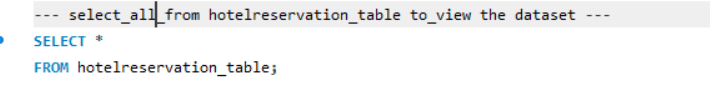 --- select_all_from hotelreservation_table to_view the dataset ---
SELECT *
FROM hotelreservation_table;